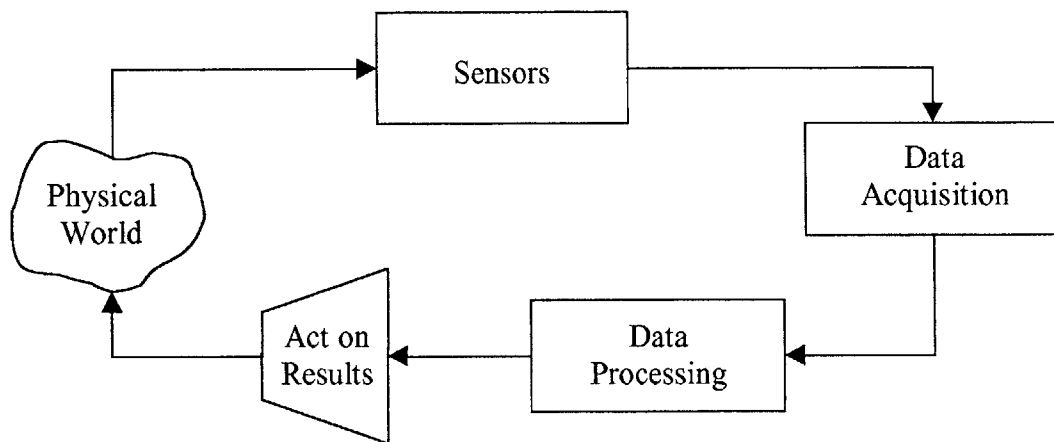 Sensors
Data
Acquisition
Physical
World
Act on
Results
Data
Processing